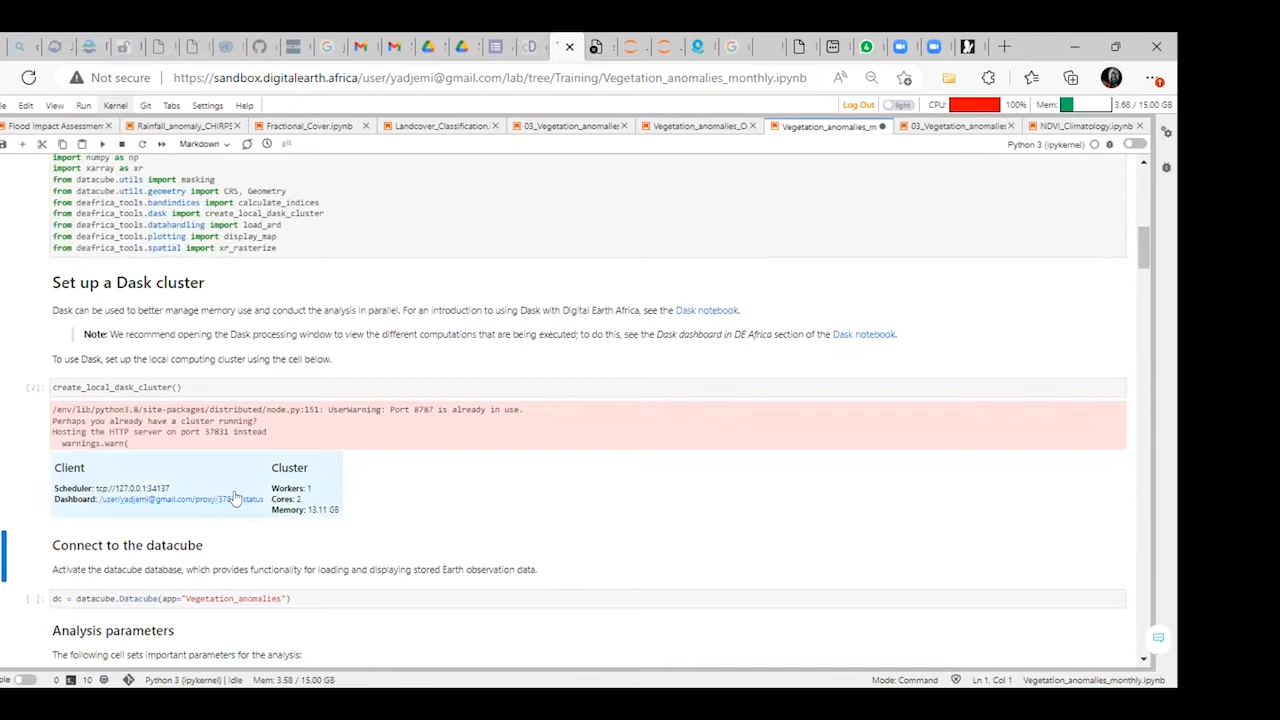 Not secure https://sandbox.digitalearth.africa/user/yadjemi@gmail.com/lab/tree/Training/Vegetation_anomalies_monthly.ipynb
Edit View Run Kernel Git Tabs Settings Help Log Out light CPU: 100% Mem: 3.68 / 15.00 GB
Flood Impact Assessment Rainfall_anomaly_CHIRPS Fractional_Cover.ipynb Landcover_Classification. 03_Vegetation_anomalies Vegetation_anomalies_O Vegetation_anomalies_m 03_Vegetation_anomalies NDVI_Climatology.ipynb
Markdown git Python 3 (ipykernel)
import numpy as np
import xarray as xr
from datacube.utils import masking
from datacube.utils.geometry import CRS, Geometry
from deafrica_tools.bandindices import calculate_indices
from deafrica_tools.dask import create_local_dask_cluster
from deafrica_tools.datahandling import load_ard
from deafrica_tools.plotting import display_map
from deafrica_tools.spatial import xr_rasterize
Set up a Dask cluster
Dask can be used to better manage memory use and conduct the analysis in parallel. For an introduction to using Dask with Digital Earth Africa, see the Dask notebook.
Note: We recommend opening the Dask processing window to view the different computations that are being executed; to do this, see the Dask dashboard in DE Africa section of the Dask notebook.
To use Dask, set up the local computing cluster using the cell below.
[2]: create_local_dask_cluster()
/env/lib/python3.8/site-packages/distributed/node.py:151: UserWarning: Port 8787 is already in use.
Perhaps you already have a cluster running?
Hosting the HTTP server on port 37831 instead
warnings.warn(
Client Cluster
Scheduler: tcp://127.0.0.1:34137 Workers: 1
Dashboard: /user/yadjemi@gmail.com/proxy/378 status Cores: 2
Memory: 13.11 GB
Connect to the datacube
Activate the datacube database, which provides functionality for loading and displaying stored Earth observation data.
[ ]: dc = datacube.Datacube(app="Vegetation_anomalies")
Analysis parameters
The following cell sets important parameters for the analysis:
0 10 Python 3 (ipykernel) | Idle Mem: 3.58 / 15.00 GB Mode: Command Ln 1, Col 1 Vegetation_anomalies_monthly.ipynb